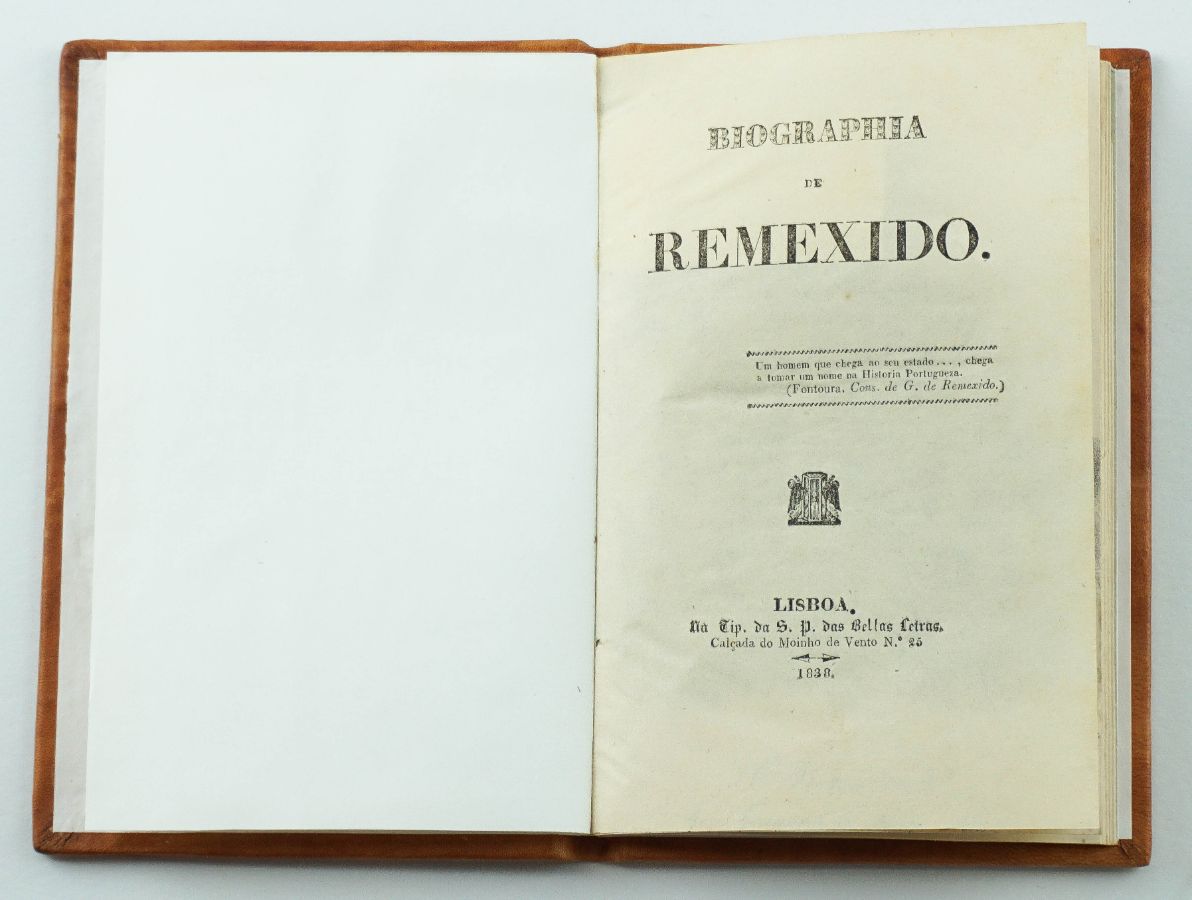 BIOGRAPHIA
DE
REMEXIDO.
Um homem que chega ao seu estado...., chega
a tomar um nome na Historia Portugueza.
(Fontoura, Cons. de G. de Remexido.)
LISBOA.
Na Tip. da S. P. das Bellas Letras.
Calçada do Moinho de Vento N.° 25
1838.